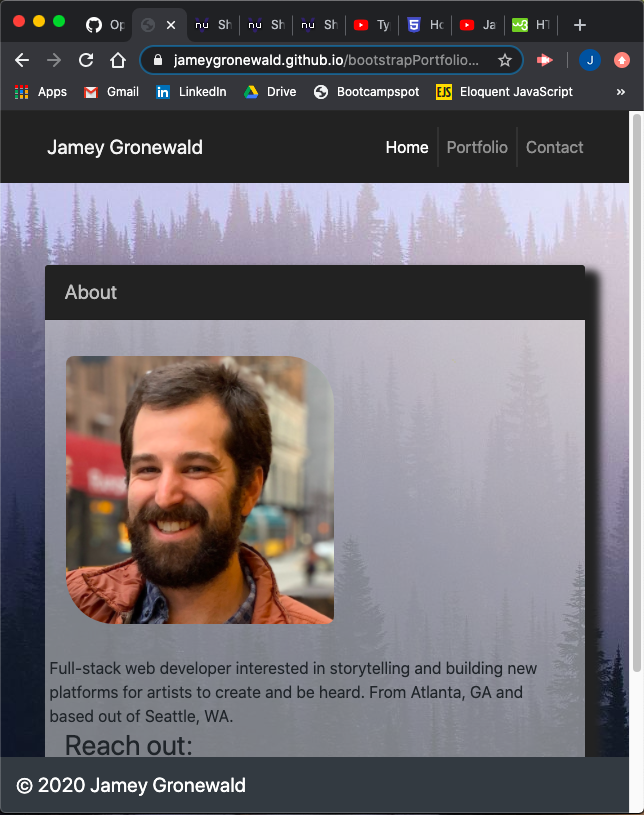 Op
Sh
Sh
Sh
Ty
Ja
jameygronewald.github.io/bootstrapPortfolio...
J
Apps
Gmail
LinkedIn
Drive
Bootcampspot
EJS
Eloquent JavaScript
»
Jamey Gronewald
Home
Portfolio
Contact
About
Full-stack web developer interested in storytelling and building new
platforms for artists to create and be heard. From Atlanta, GA and
based out of Seattle, WA.
Reach out:
© 2020 Jamey Gronewald